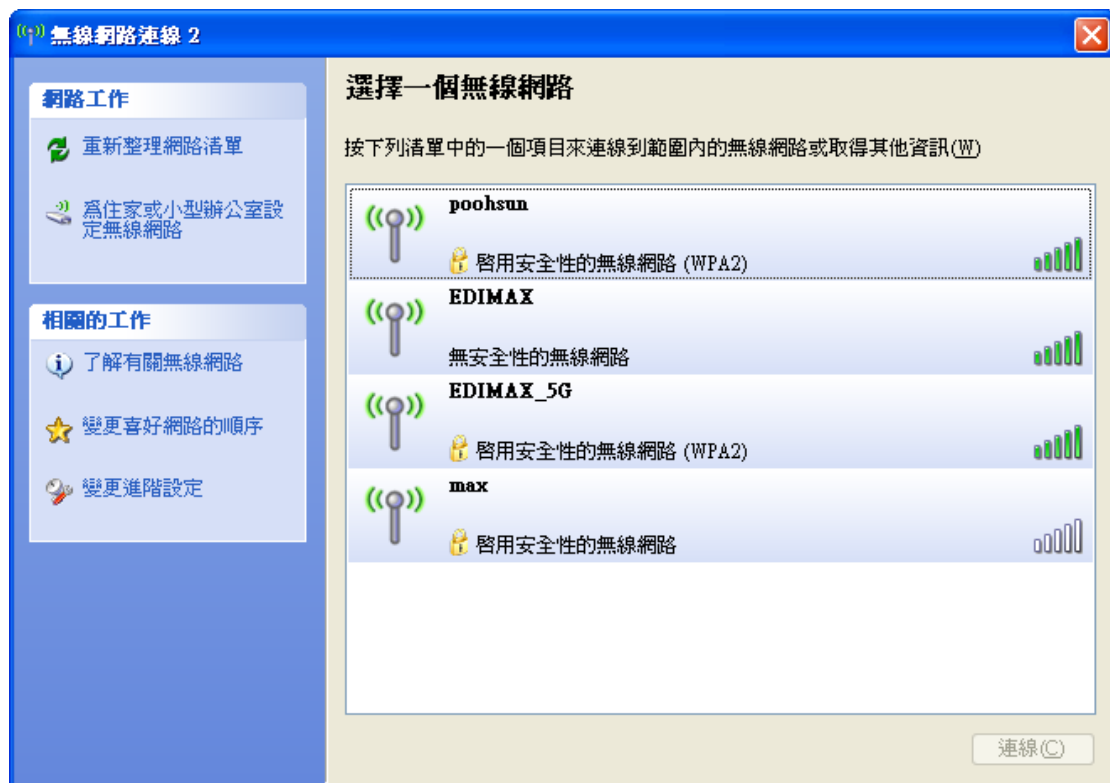 無線網路連線 2
網路工作
重新整理網路清單
為住家或小型辦公室設
定無線網路
相關的工作
了解有關無線網路
變更喜好網路的順序
變更進階設定
選擇一個無線網路
按下列清單中的一個項目來連線到範圍內的無線網路或取得其他資訊(W)
poohsun
啓用安全性的無線網路 (WPA2)
EDIMAX
無安全性的無線網路
EDIMAX_5G
啓用安全性的無線網路 (WPA2)
max
啓用安全性的無線網路
連線(C)